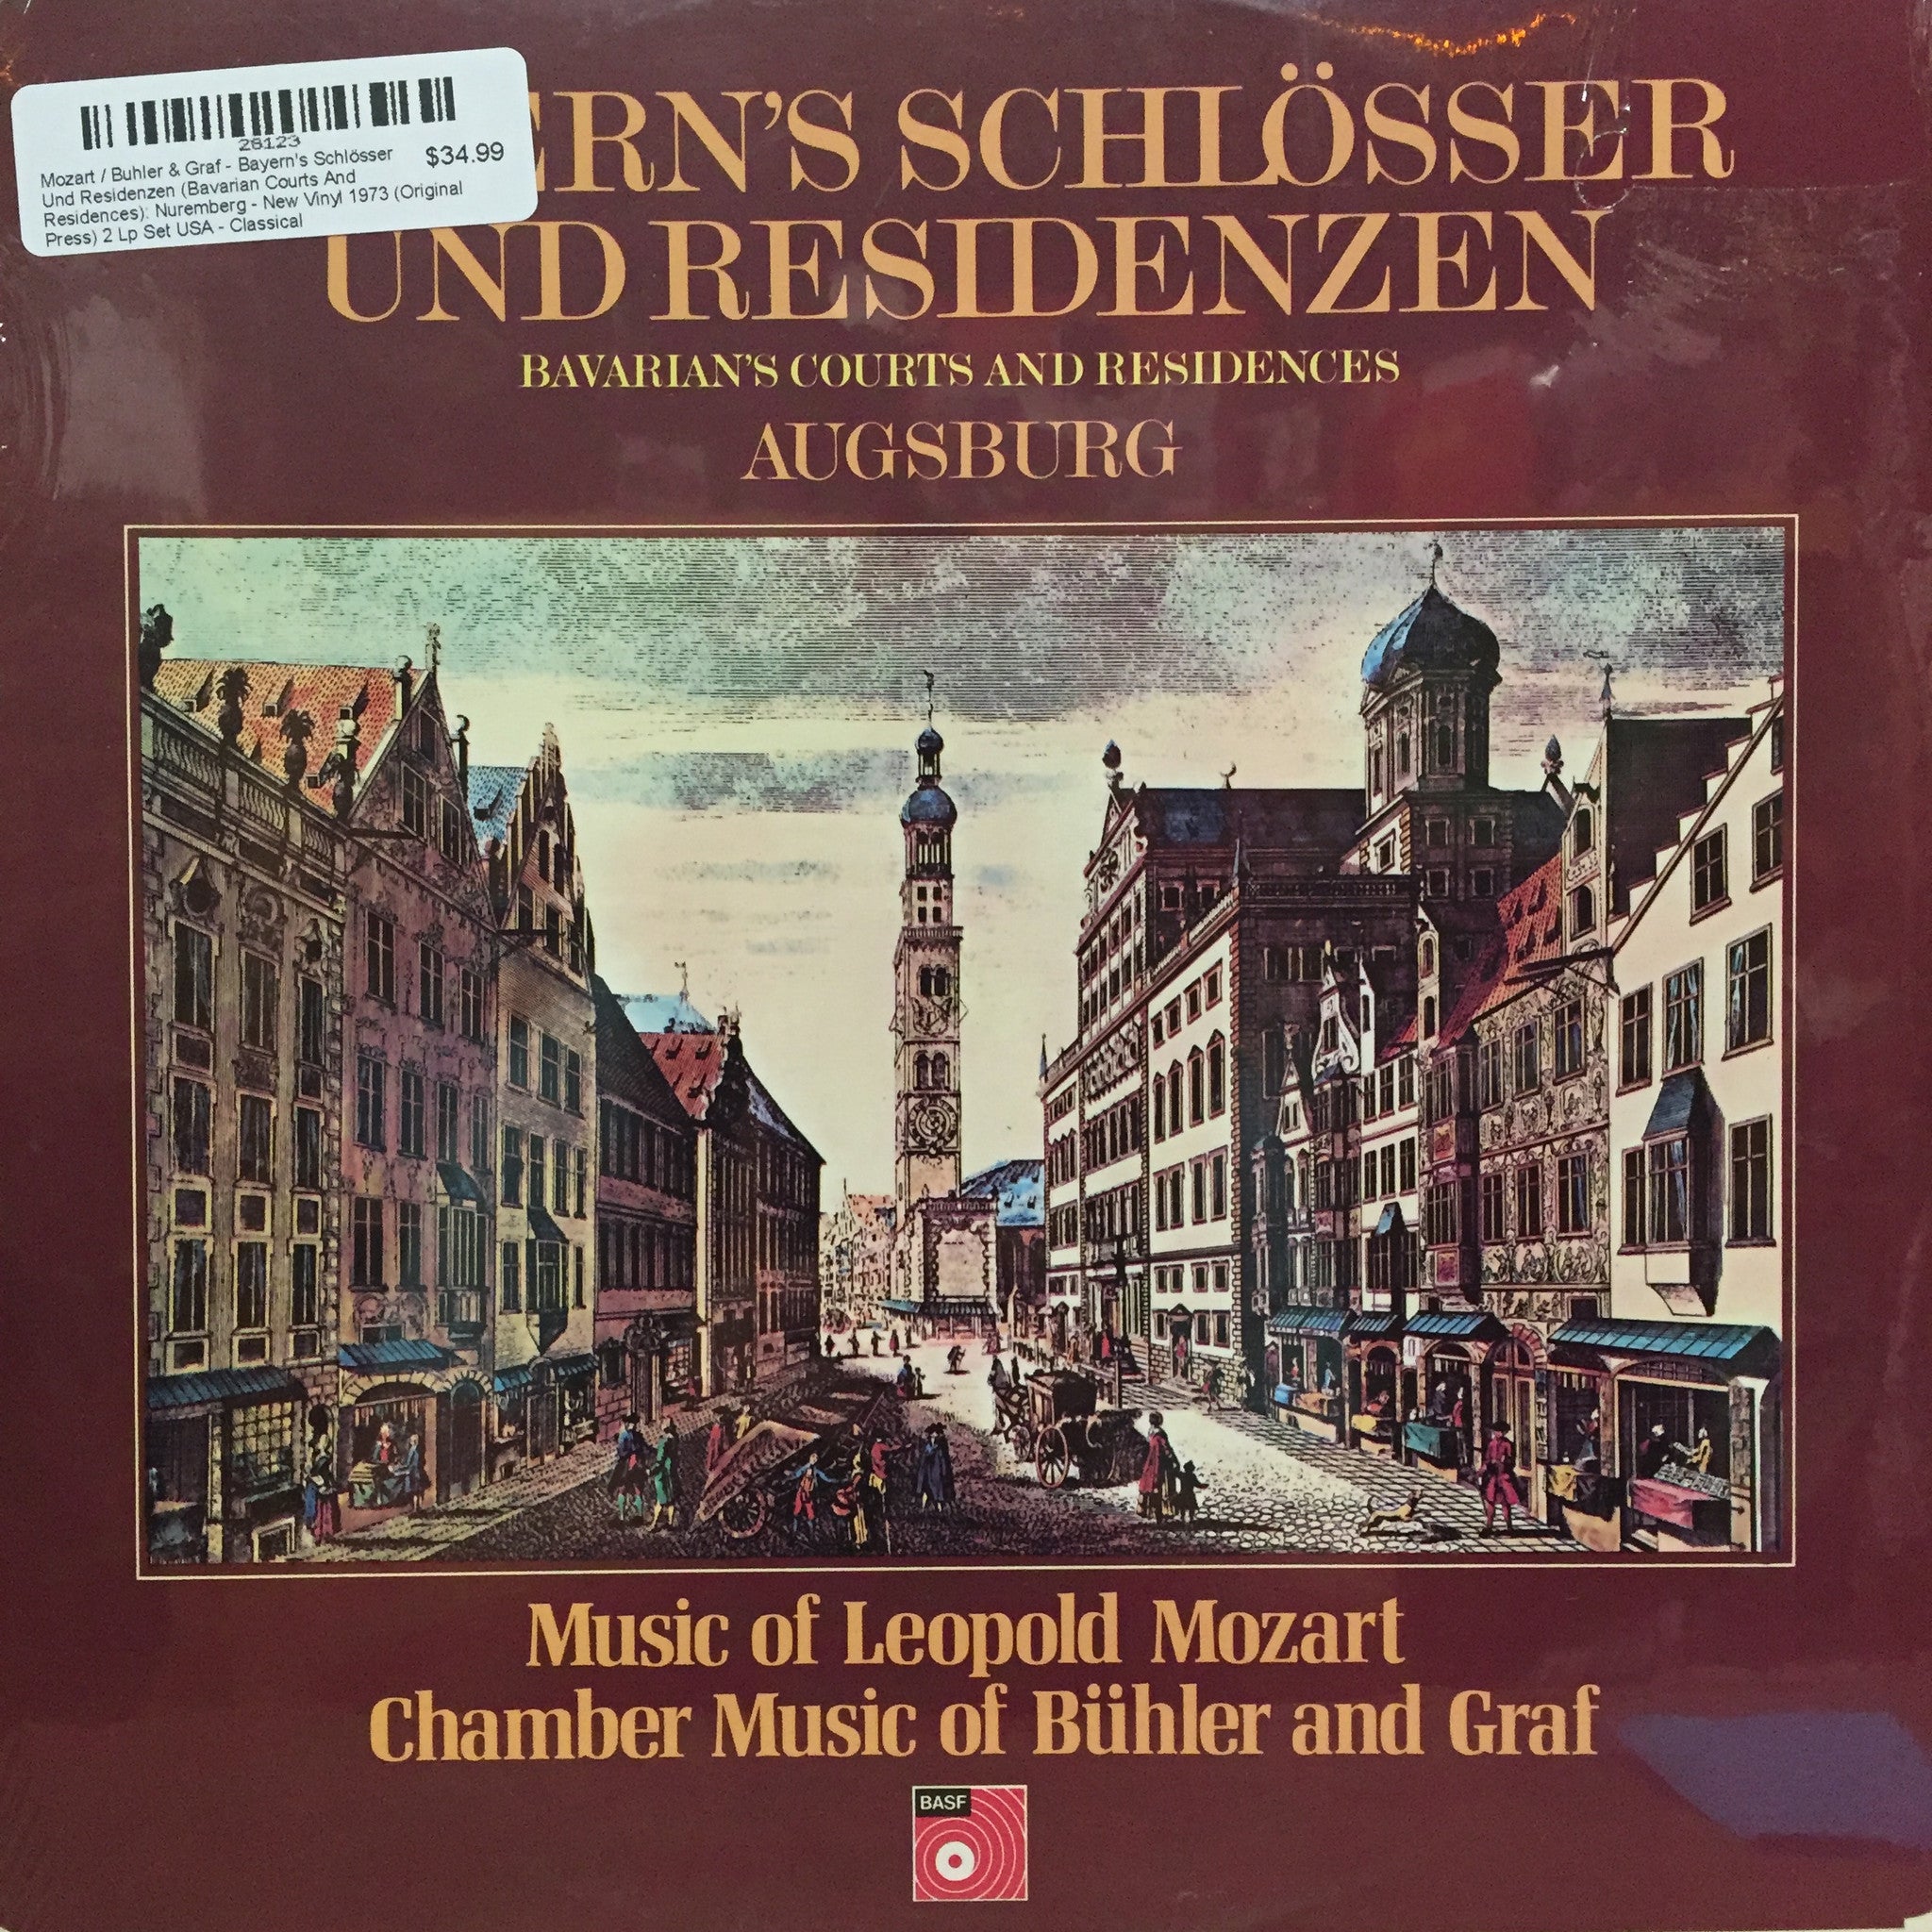 28123
Mozart / Buhler & Graf - Bayern's Schlösser $34.99
Und Residenzen (Bavarian Courts And
Residences): Nuremberg - New Vinyl 1973 (Original
Press) 2 Lp Set USA - Classical
ERN'S SCHLÖSSER
UND RESIDENZEN
BAVARIAN'S COURTS AND RESIDENCES
AUGSBURG
Music of Leopold Mozart
Chamber Music of Bühler and Graf
BASF